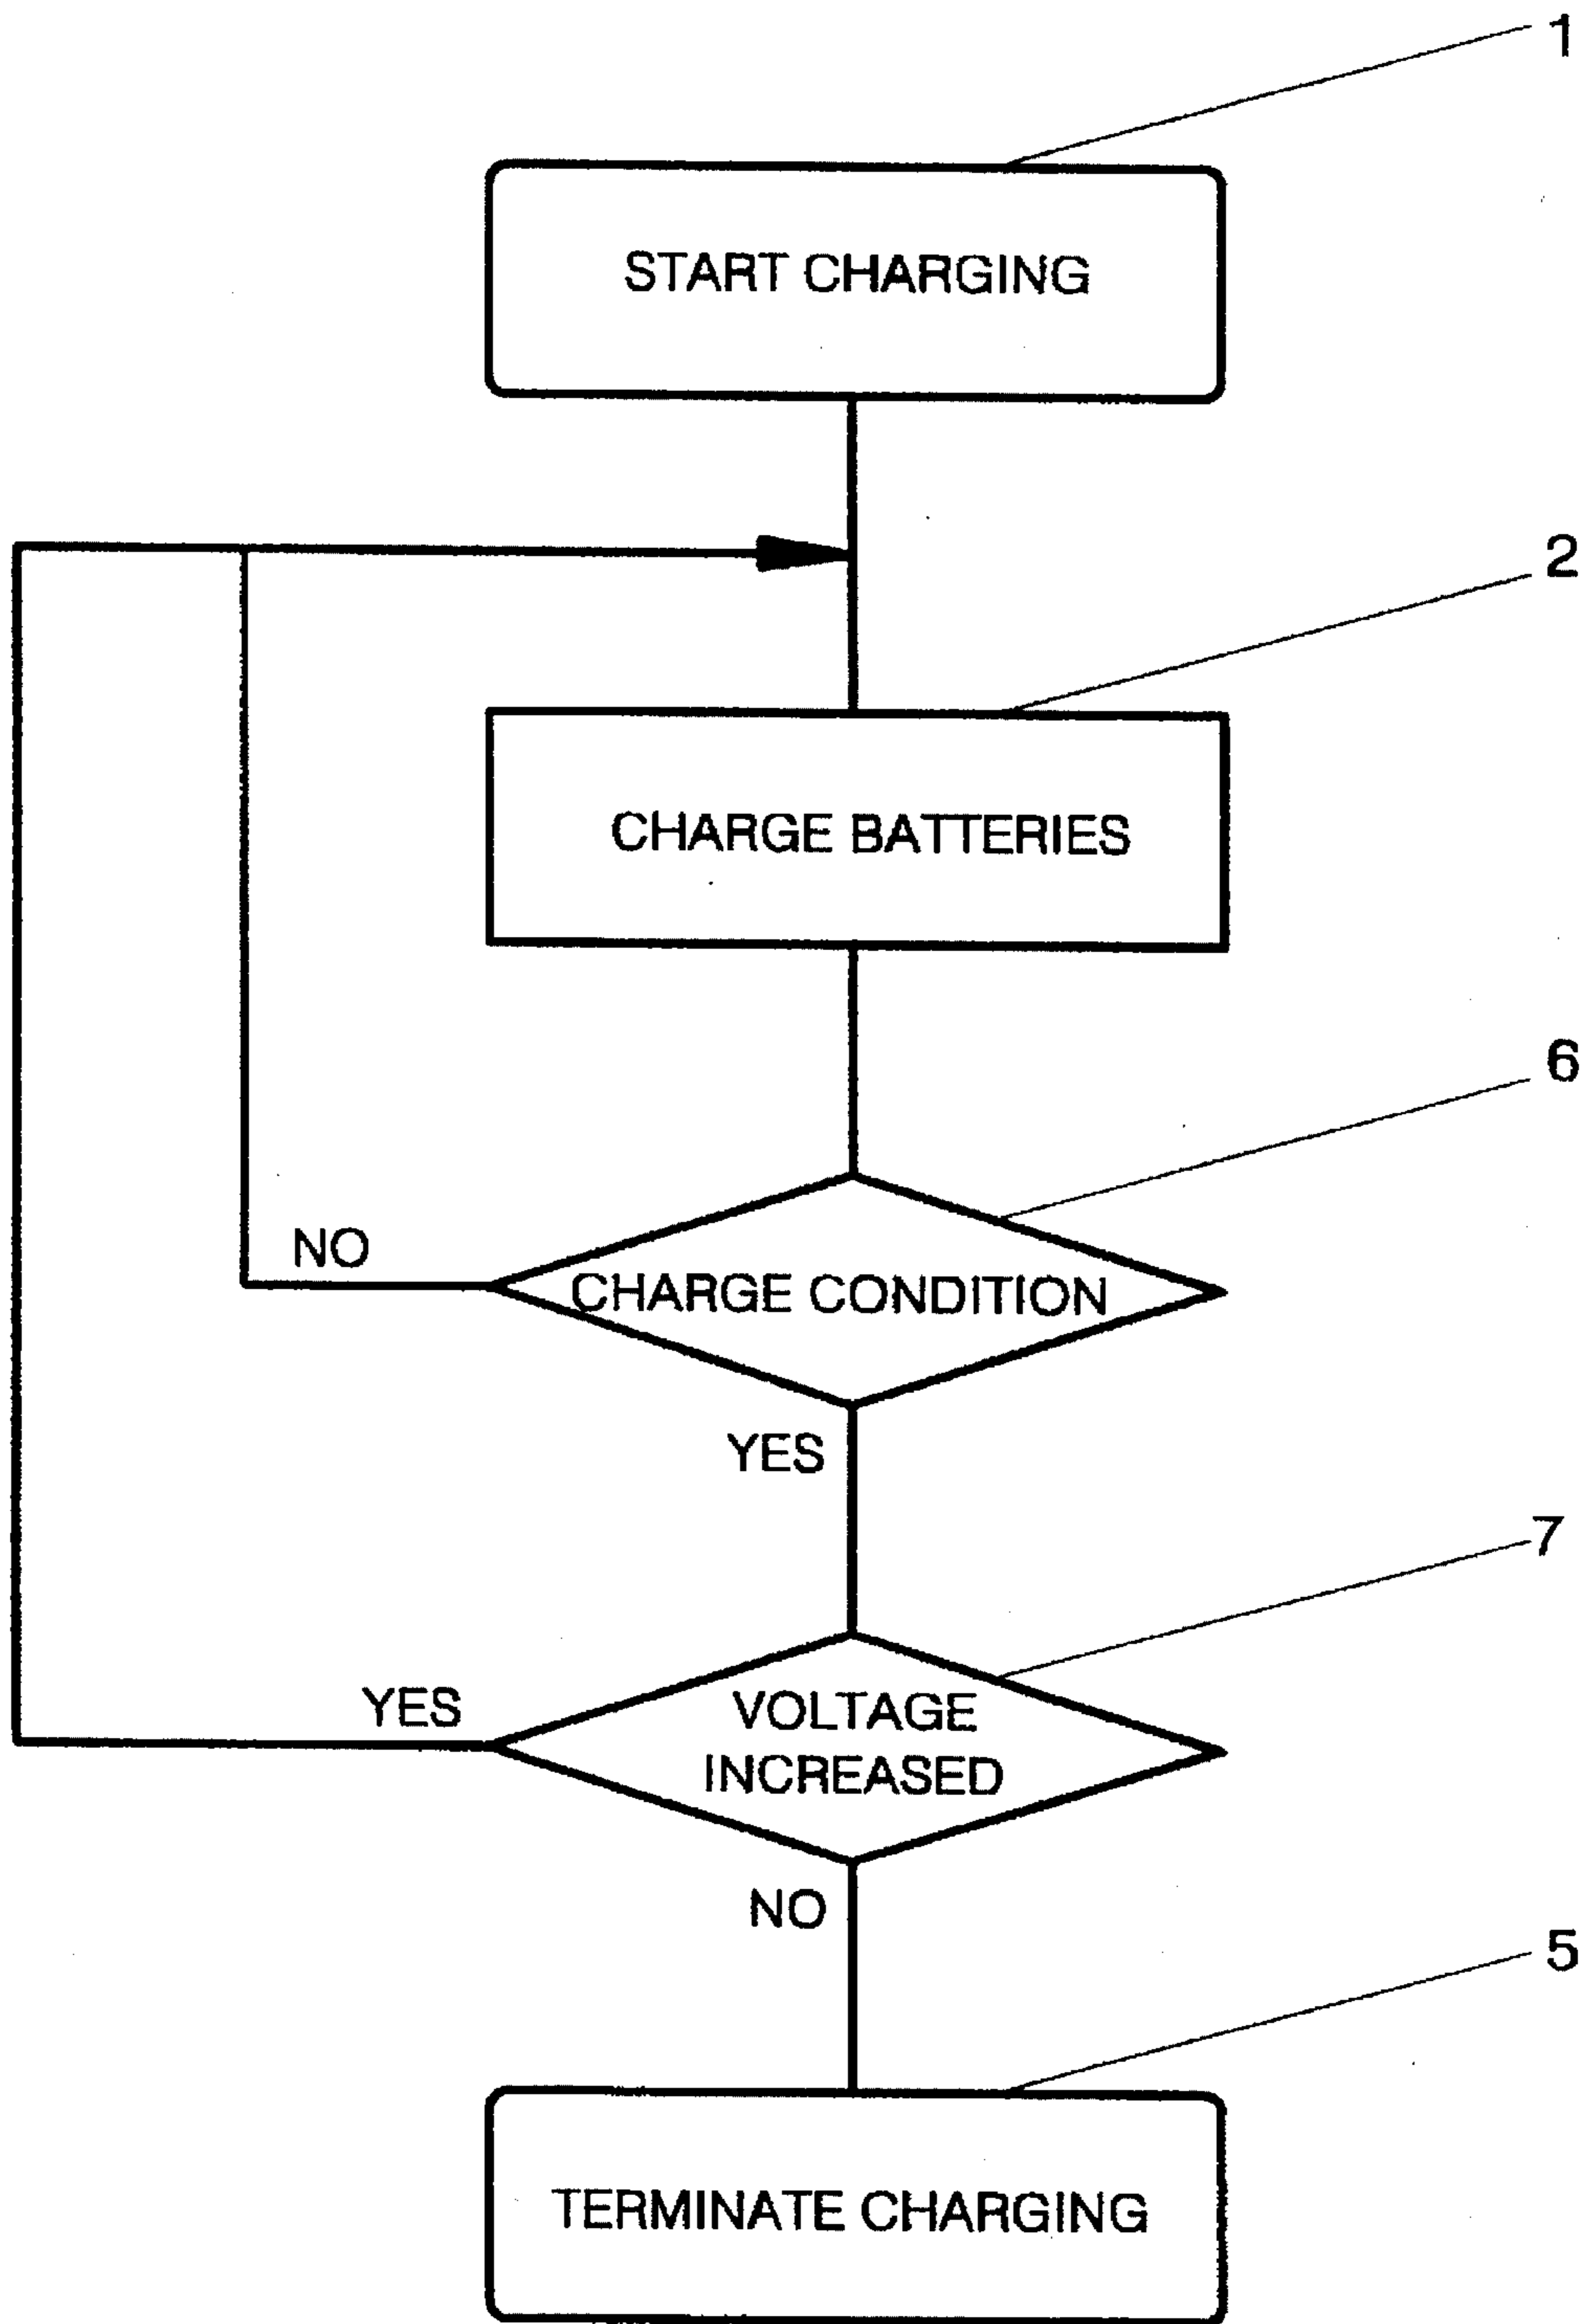 1
START CHARGING
2
CHARGE BATTERIES
6
NO
CHARGE CONDITION
YES
7
YES
VOLTAGE
INCREASED
NO
5
TERMINATE CHARGING